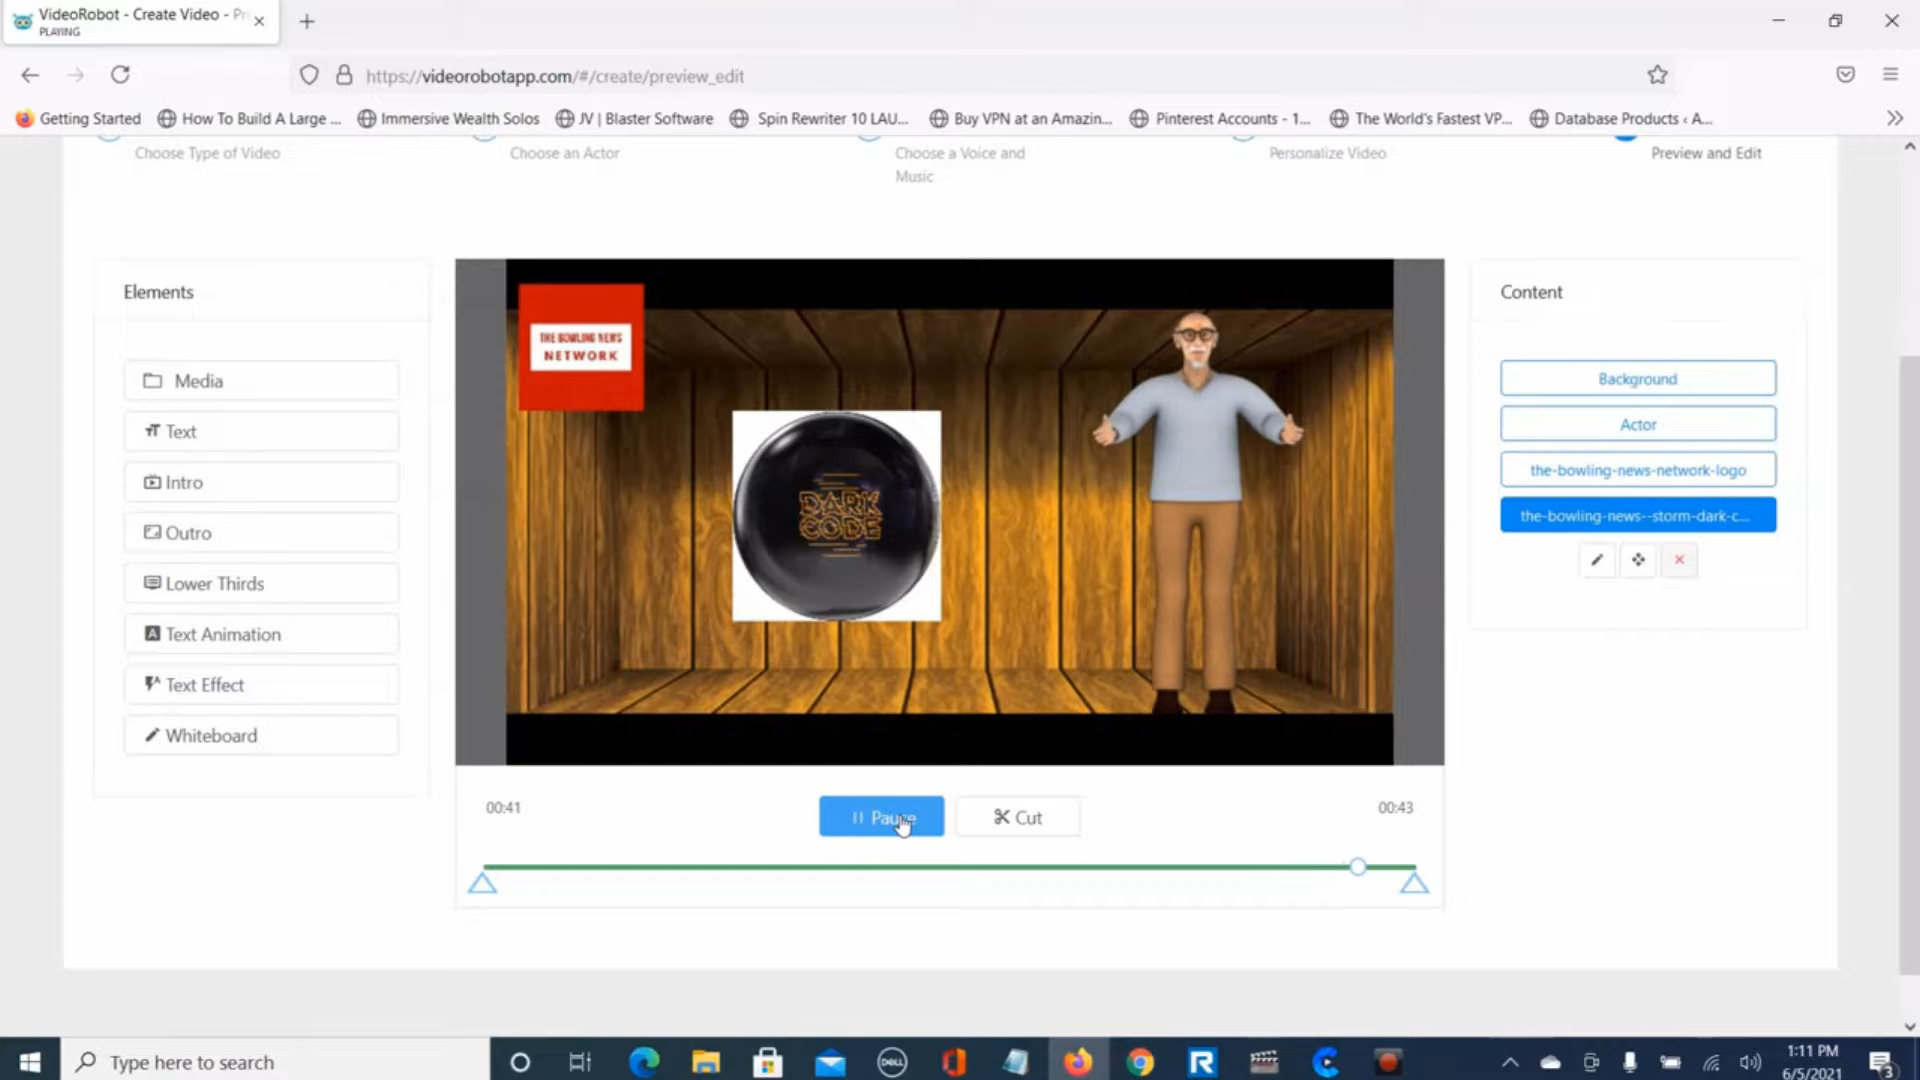 VideoRobot - Create Video - Pr
PLAYING
https://videorobotapp.com/#/create/preview_edit
Getting Started
How To Build A Large ...
Immersive Wealth Solos
JV | Blaster Software
Spin Rewriter 10 LAU...
Buy VPN at an Amazin...
Pinterest Accounts - 1...
The World's Fastest VP...
Database Products ‹ A...
Choose Type of Video
Choose an Actor
Choose a Voice and
Music
Personalize Video
Preview and Edit
Elements
Media
Text
Intro
Outro
Lower Thirds
Text Animation
Text Effect
Whiteboard
THE BOWLING NEWS
NETWORK
DARK
CODE
Content
Background
Actor
the-bowling-news-network-logo
the-bowling-news--storm-dark-c...
00:41
Pause
Cut
00:43
Type here to search
DELL
1:11 PM
6/5/2021
3